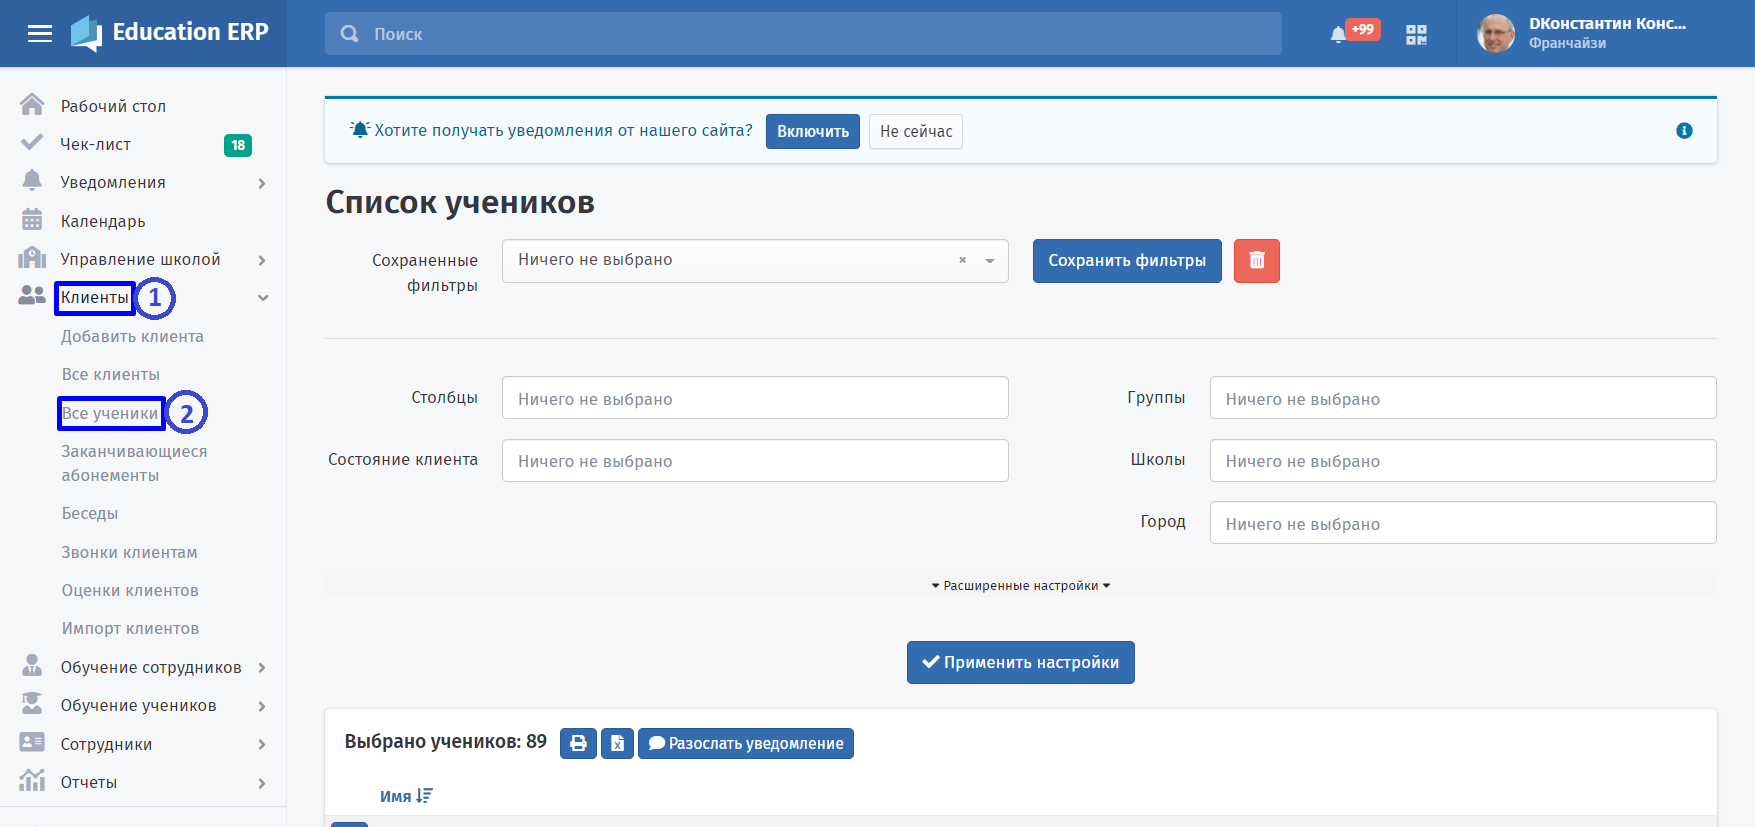 Education ERP
Поиск
+99
DКонстантин Конс...
Франчайзи
Рабочий стол
Чек-лист
18
Уведомления
Календарь
Управление школой
Клиенты
1
Добавить клиента
Все клиенты
Все ученики
2
Заканчивающиеся
абонементы
Беседы
Звонки клиентам
Оценки клиентов
Импорт клиентов
Обучение сотрудников
Обучение учеников
Сотрудники
Отчеты
Хотите получать уведомления от нашего сайта?
Включить
Не сейчас
Список учеников
Сохраненные
фильтры
Ничего не выбрано
×
Сохранить фильтры
Столбцы
Ничего не выбрано
Группы
Ничего не выбрано
Состояние клиента
Ничего не выбрано
Школы
Ничего не выбрано
Город
Ничего не выбрано
Расширенные настройки
Применить настройки
Выбрано учеников: 89
Разослать уведомление
Имя